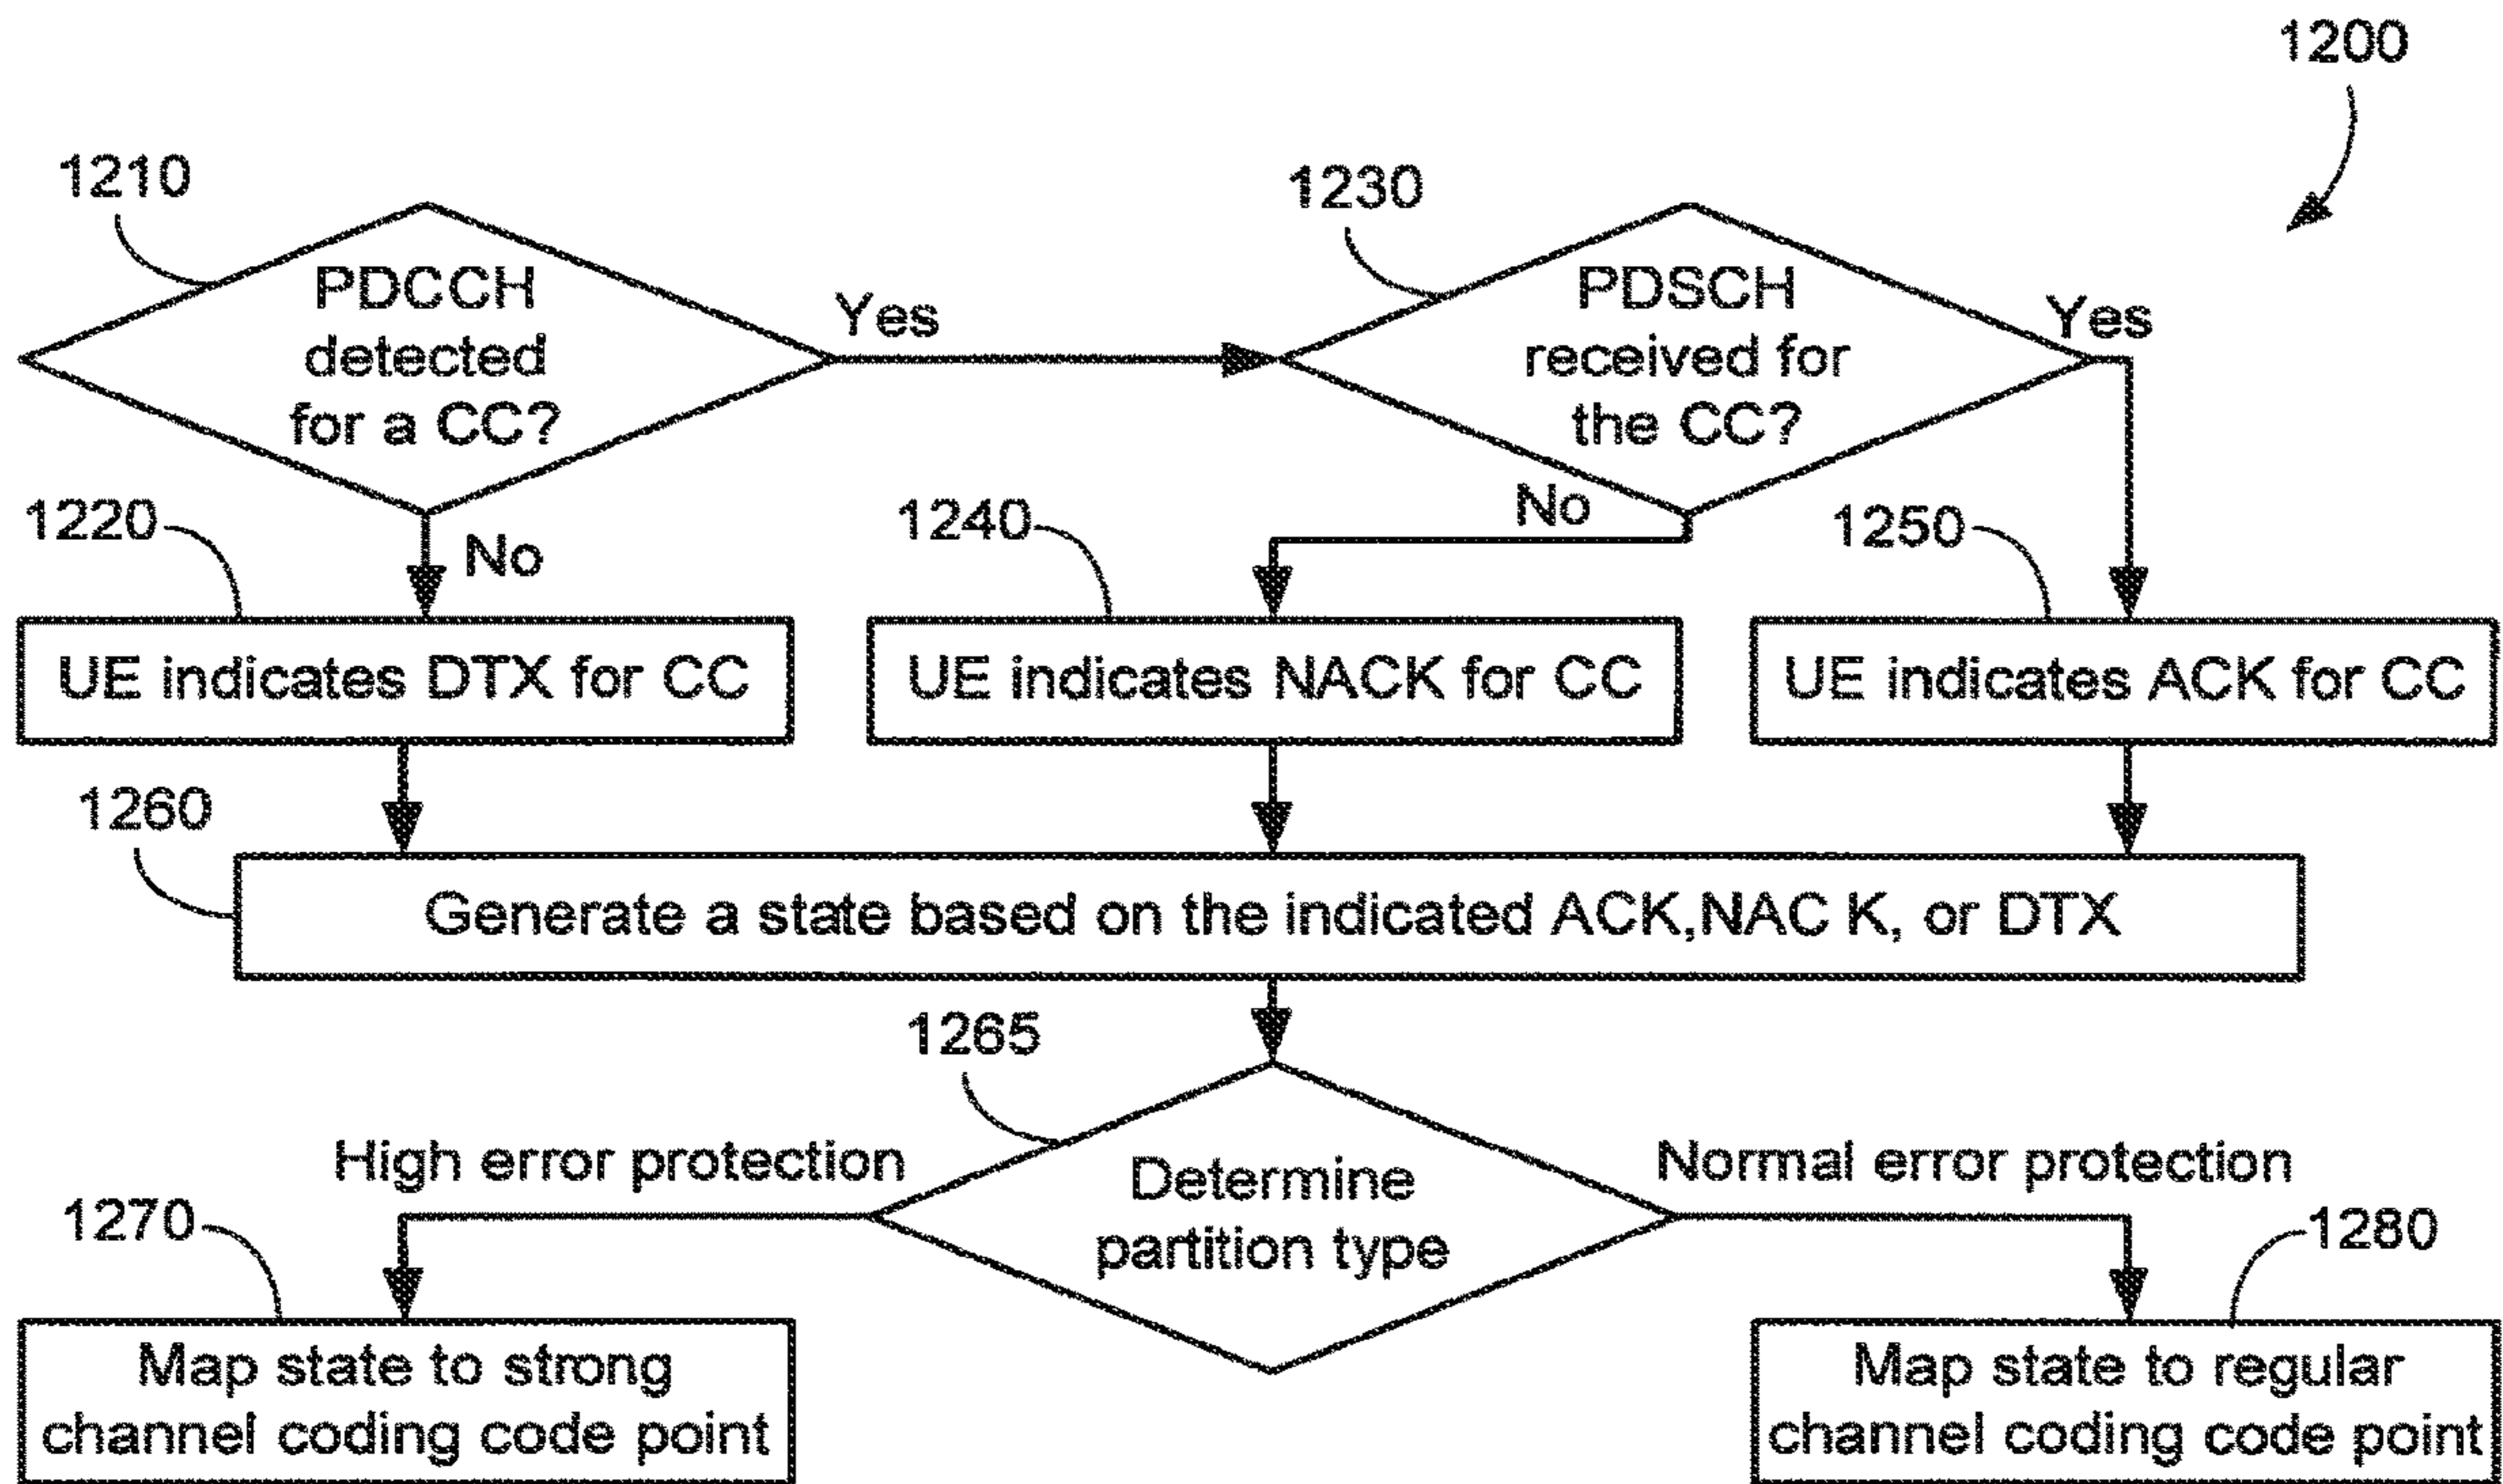 1200
1210
PDCCH
detected
for a CC?
Yes
1230
PDSCH
received for
the CC?
Yes
No
No
1220
UE indicates DTX for CC
1240
UE indicates NACK for CC
1250
UE indicates ACK for CC
1260
Generate a state based on the indicated ACK,NAC K, or DTX
1265
Determine
partition type
High error protection
Normal error protection
1270
Map state to strong
channel coding code point
1280
Map state to regular
channel coding code point